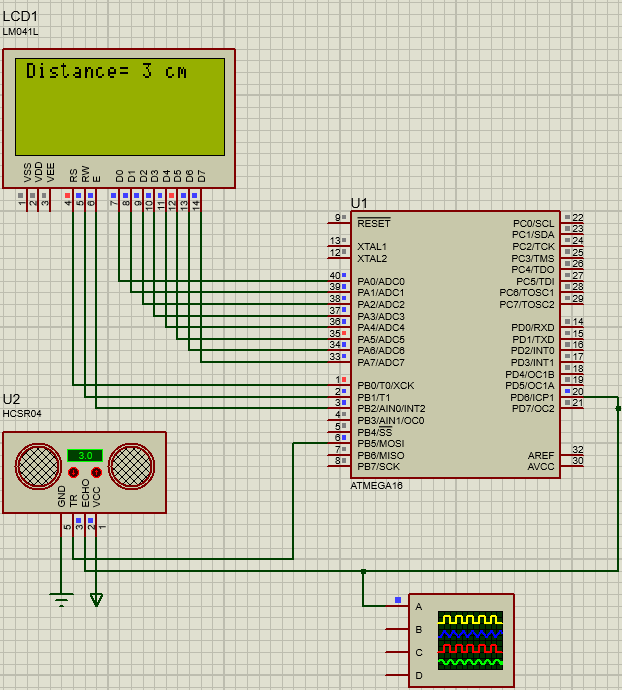 LCD1
LM041L
Distance= 3 cm
VSS VDD VEE RS RW E D0 D1 D2 D3 D4 D5 D6 D7
1 2 3 4 5 6 7 8 9 10 11 12 13 14
U1
9 RESET PC0/SCL 22
PC1/SDA 23
13 XTAL1 PC2/TCK 24
12 XTAL2 PC3/TMS 25
PC4/TDO 26
40 PA0/ADC0 PC5/TDI 27
39 PA1/ADC1 PC6/TOSC1 28
38 PA2/ADC2 PC7/TOSC2 29
37 PA3/ADC3
36 PA4/ADC4 PD0/RXD 14
35 PA5/ADC5 PD1/TXD 15
34 PA6/ADC6 PD2/INT0 16
33 PA7/ADC7 PD3/INT1 17
PD4/OC1B 18
1 PB0/T0/XCK PD5/OC1A 19
2 PB1/T1 PD6/ICP1 20
3 PB2/AIN0/INT2 PD7/OC2 21
4 PB3/AIN1/OC0
5 PB4/SS
6 PB5/MOSI
7 PB6/MISO AREF 32
8 PB7/SCK AVCC 30
ATMEGA16
U2
HCSR04
3.0
GND TR ECHO VCC
5 3 2 1
A
B
C
D